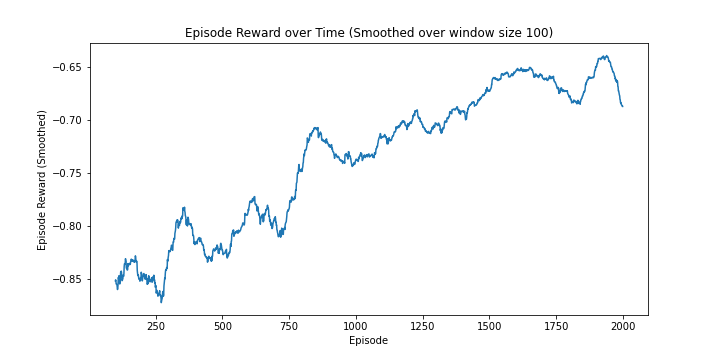 Episode Reward over Time (Smoothed over window size 100)
Episode Reward (Smoothed)
−0.65
−0.70
−0.75
−0.80
−0.85
250 500 750 1000 1250 1500 1750 2000
Episode